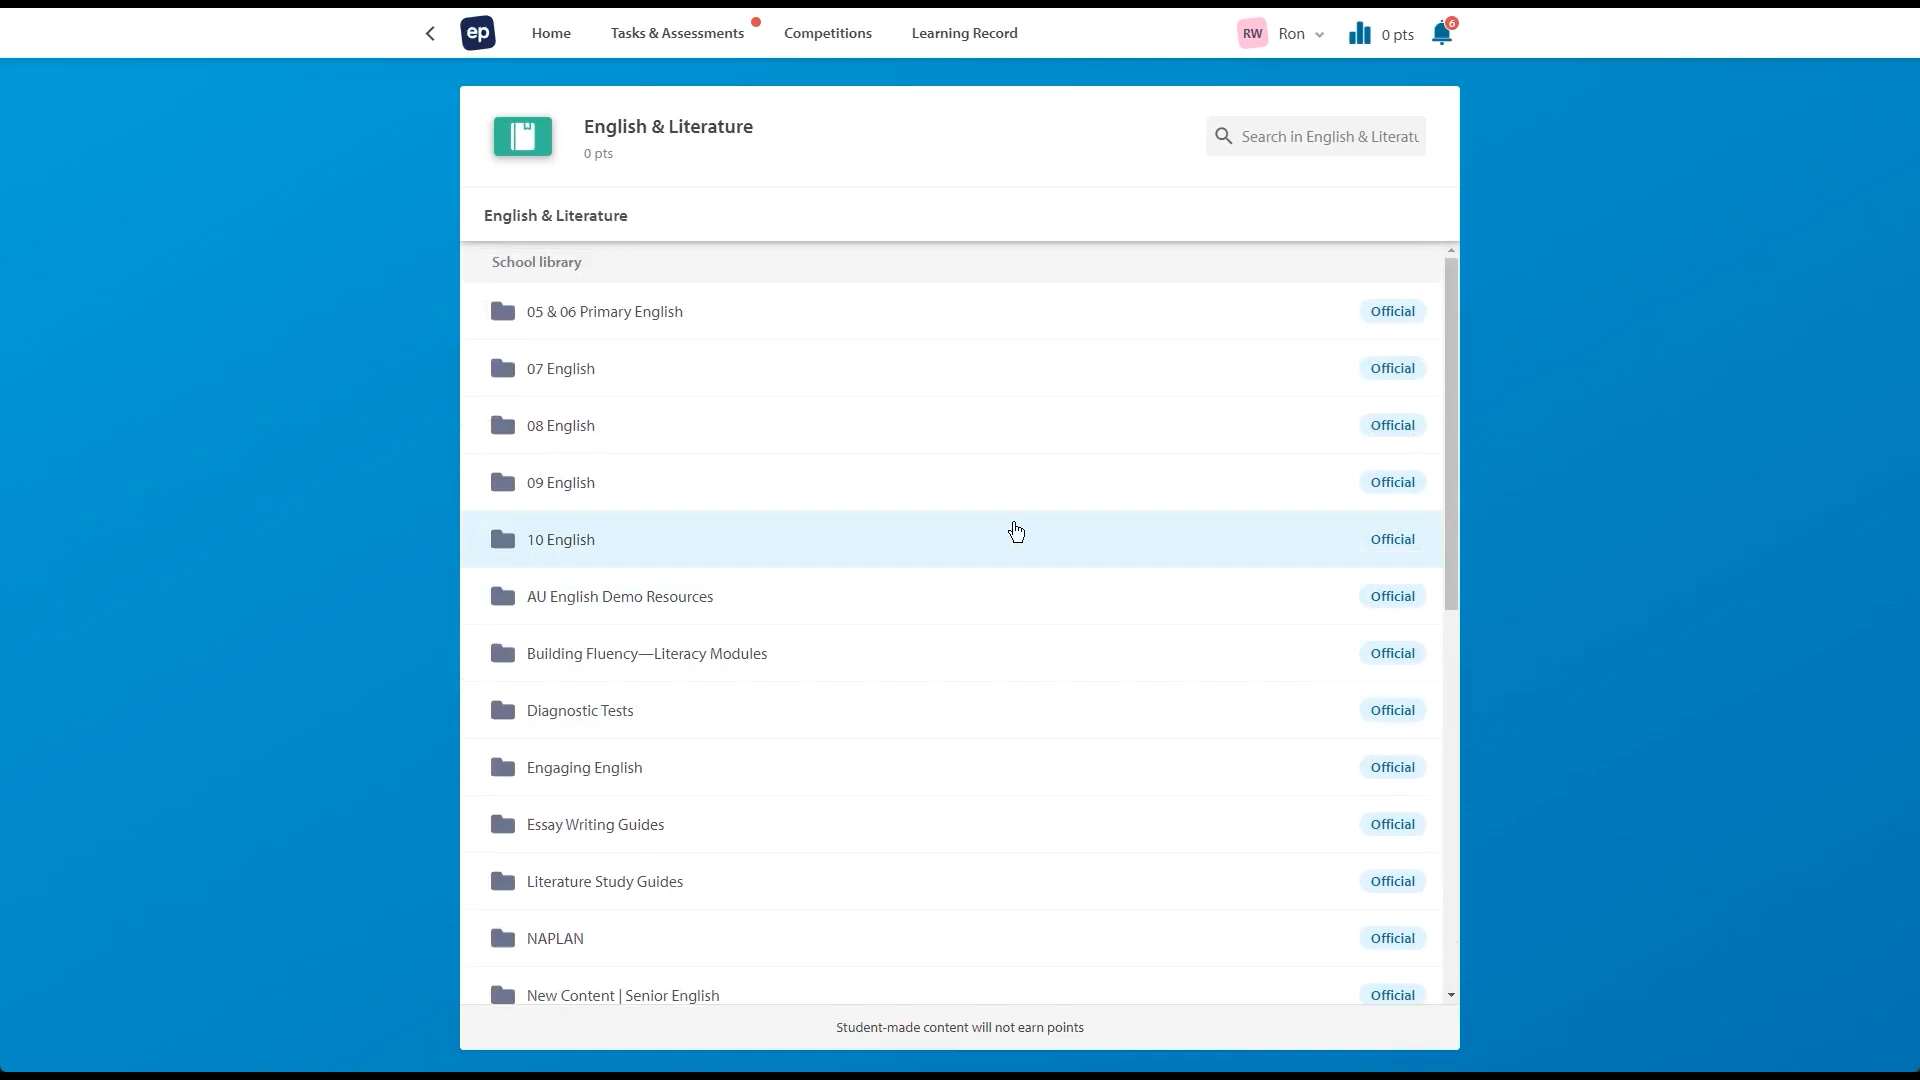 ep Home Tasks & Assessments Competitions Learning Record RW Ron 0 pts 6
English & Literature
0 pts
Search in English & Literatu
English & Literature
School library
05 & 06 Primary English Official
07 English Official
08 English Official
09 English Official
10 English Official
AU English Demo Resources Official
Building Fluency—Literacy Modules Official
Diagnostic Tests Official
Engaging English Official
Essay Writing Guides Official
Literature Study Guides Official
NAPLAN Official
New Content | Senior English Official
Student-made content will not earn points